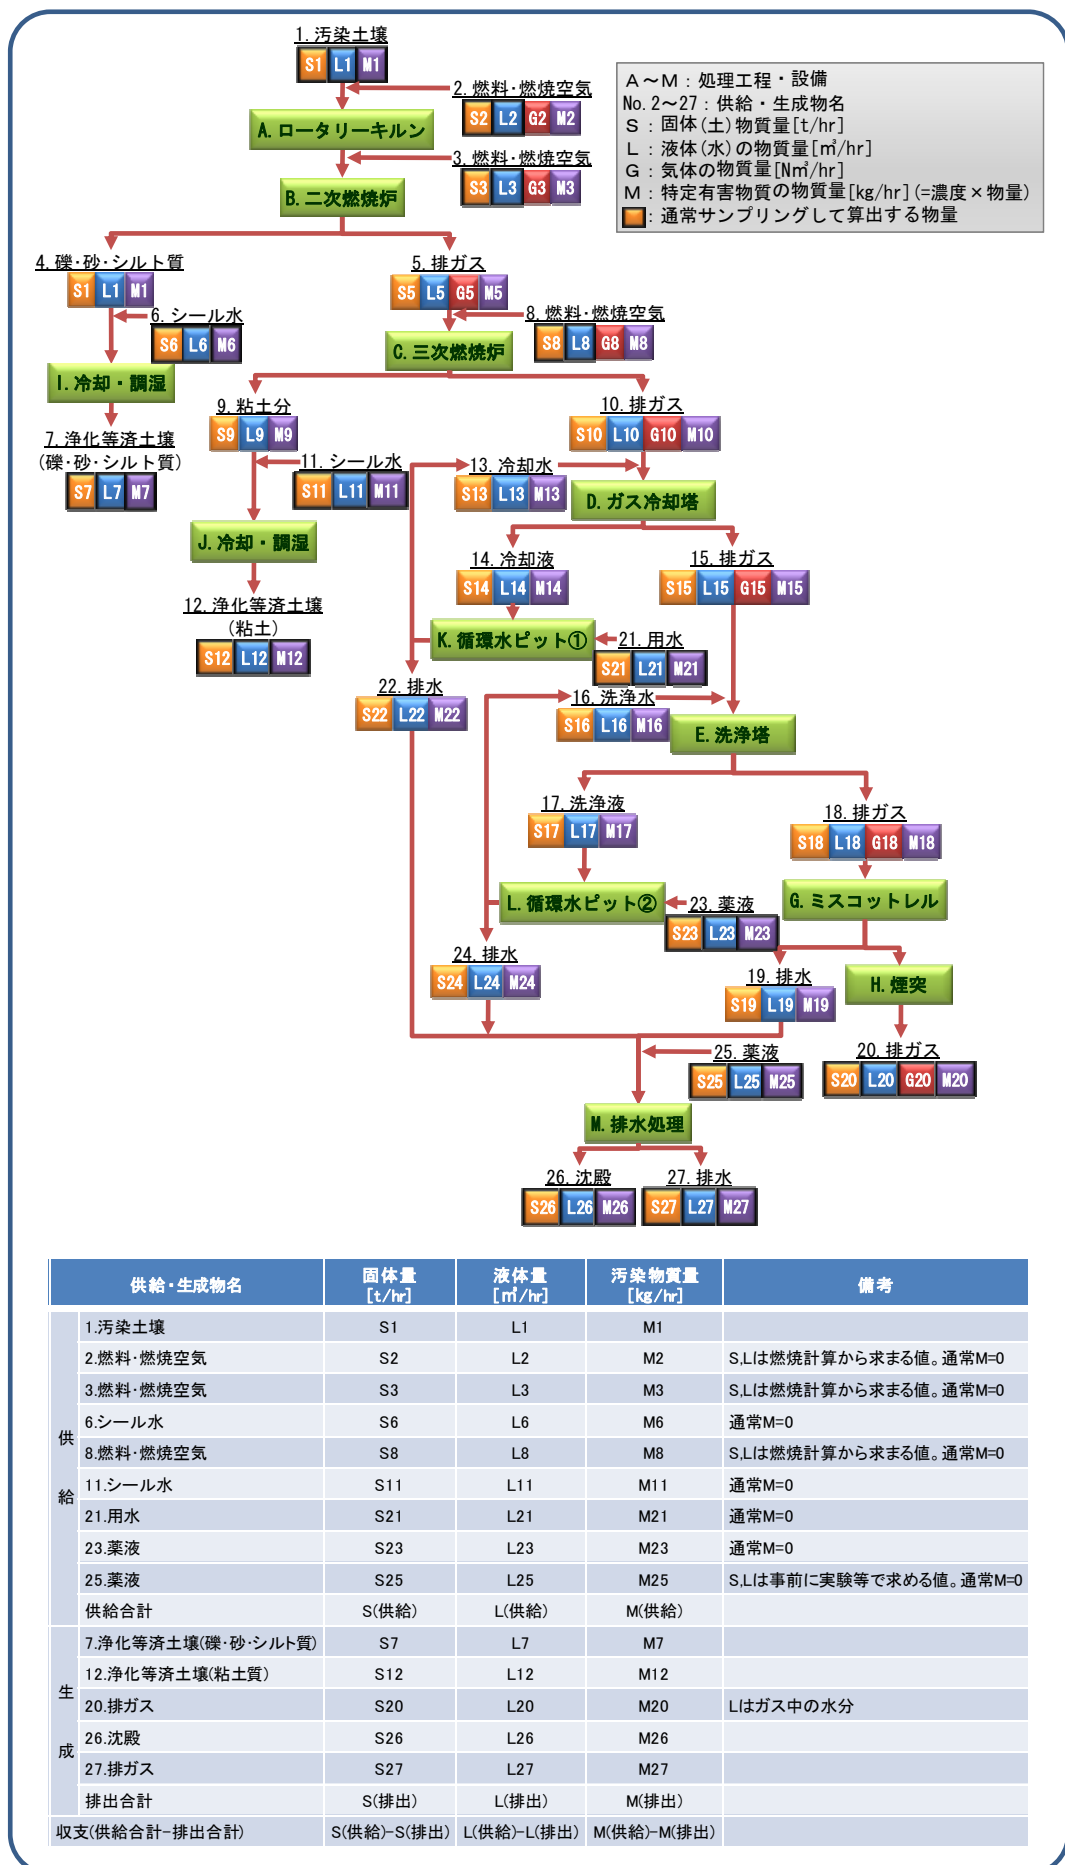 1. 汚染土壌
S1 L1 M1
2. 燃料・燃焼空気
S2 L2 G2 M2
A. ロータリーキルン
3. 燃料・燃焼空気
S3 L3 G3 M3
B. 二次燃焼炉
A～M：処理工程・設備
No. 2～27：供給・生成物名
S ：固体(土)物質量[t/hr]
L ：液体(水)の物質量[㎥/hr]
G ：気体の物質量[N㎥/hr]
M ：特定有害物質の物質量[kg/hr](=濃度×物量)
：通常サンプリングして算出する物量
4. 礫・砂・シルト質
S1 L1 M1
5. 排ガス
S5 L5 G5 M5
6. シール水
S6 L6 M6
8. 燃料・燃焼空気
S8 L8 G8 M8
C. 三次燃焼炉
I. 冷却・調湿
9. 粘土分
S9 L9 M9
10. 排ガス
S10 L10 G10 M10
7. 浄化等済土壌
(礫・砂・シルト質)
S7 L7 M7
11. シール水
S11 L11 M11
13. 冷却水
S13 L13 M13
D. ガス冷却塔
J. 冷却・調湿
14. 冷却液
S14 L14 M14
15. 排ガス
S15 L15 G15 M15
12. 浄化等済土壌
(粘土)
S12 L12 M12
K. 循環水ピット①
21. 用水
S21 L21 M21
22. 排水
S22 L22 M22
16. 洗浄水
S16 L16 M16
E. 洗浄塔
17. 洗浄液
S17 L17 M17
18. 排ガス
S18 L18 G18 M18
L. 循環水ピット②
23. 薬液
S23 L23 M23
G. ミスコットレル
24. 排水
S24 L24 M24
19. 排水
S19 L19 M19
H. 煙突
25. 薬液
S25 L25 M25
20. 排ガス
S20 L20 G20 M20
M. 排水処理
26. 沈殿
S26 L26 M26
27. 排水
S27 L27 M27
供給・生成物名 固体量[t/hr] 液体量[㎥/hr] 汚染物質量[kg/hr] 備考
供給
1.汚染土壌 S1 L1 M1
2.燃料・燃焼空気 S2 L2 M2 S,Lは燃焼計算から求まる値。通常M=0
3.燃料・燃焼空気 S3 L3 M3 S,Lは燃焼計算から求まる値。通常M=0
6.シール水 S6 L6 M6 通常M=0
8.燃料・燃焼空気 S8 L8 M8 S,Lは燃焼計算から求まる値。通常M=0
11.シール水 S11 L11 M11 通常M=0
21.用水 S21 L21 M21 通常M=0
23.薬液 S23 L23 M23 通常M=0
25.薬液 S25 L25 M25 S,Lは事前に実験等で求める値。通常M=0
供給合計 S(供給) L(供給) M(供給)
生成
7.浄化等済土壌(礫・砂・シルト質) S7 L7 M7
12.浄化等済土壌(粘土質) S12 L12 M12
20.排ガス S20 L20 M20 Lはガス中の水分
26.沈殿 S26 L26 M26
27.排ガス S27 L27 M27
排出合計 S(排出) L(排出) M(排出)
収支(供給合計-排出合計) S(供給)-S(排出) L(供給)-L(排出) M(供給)-M(排出)